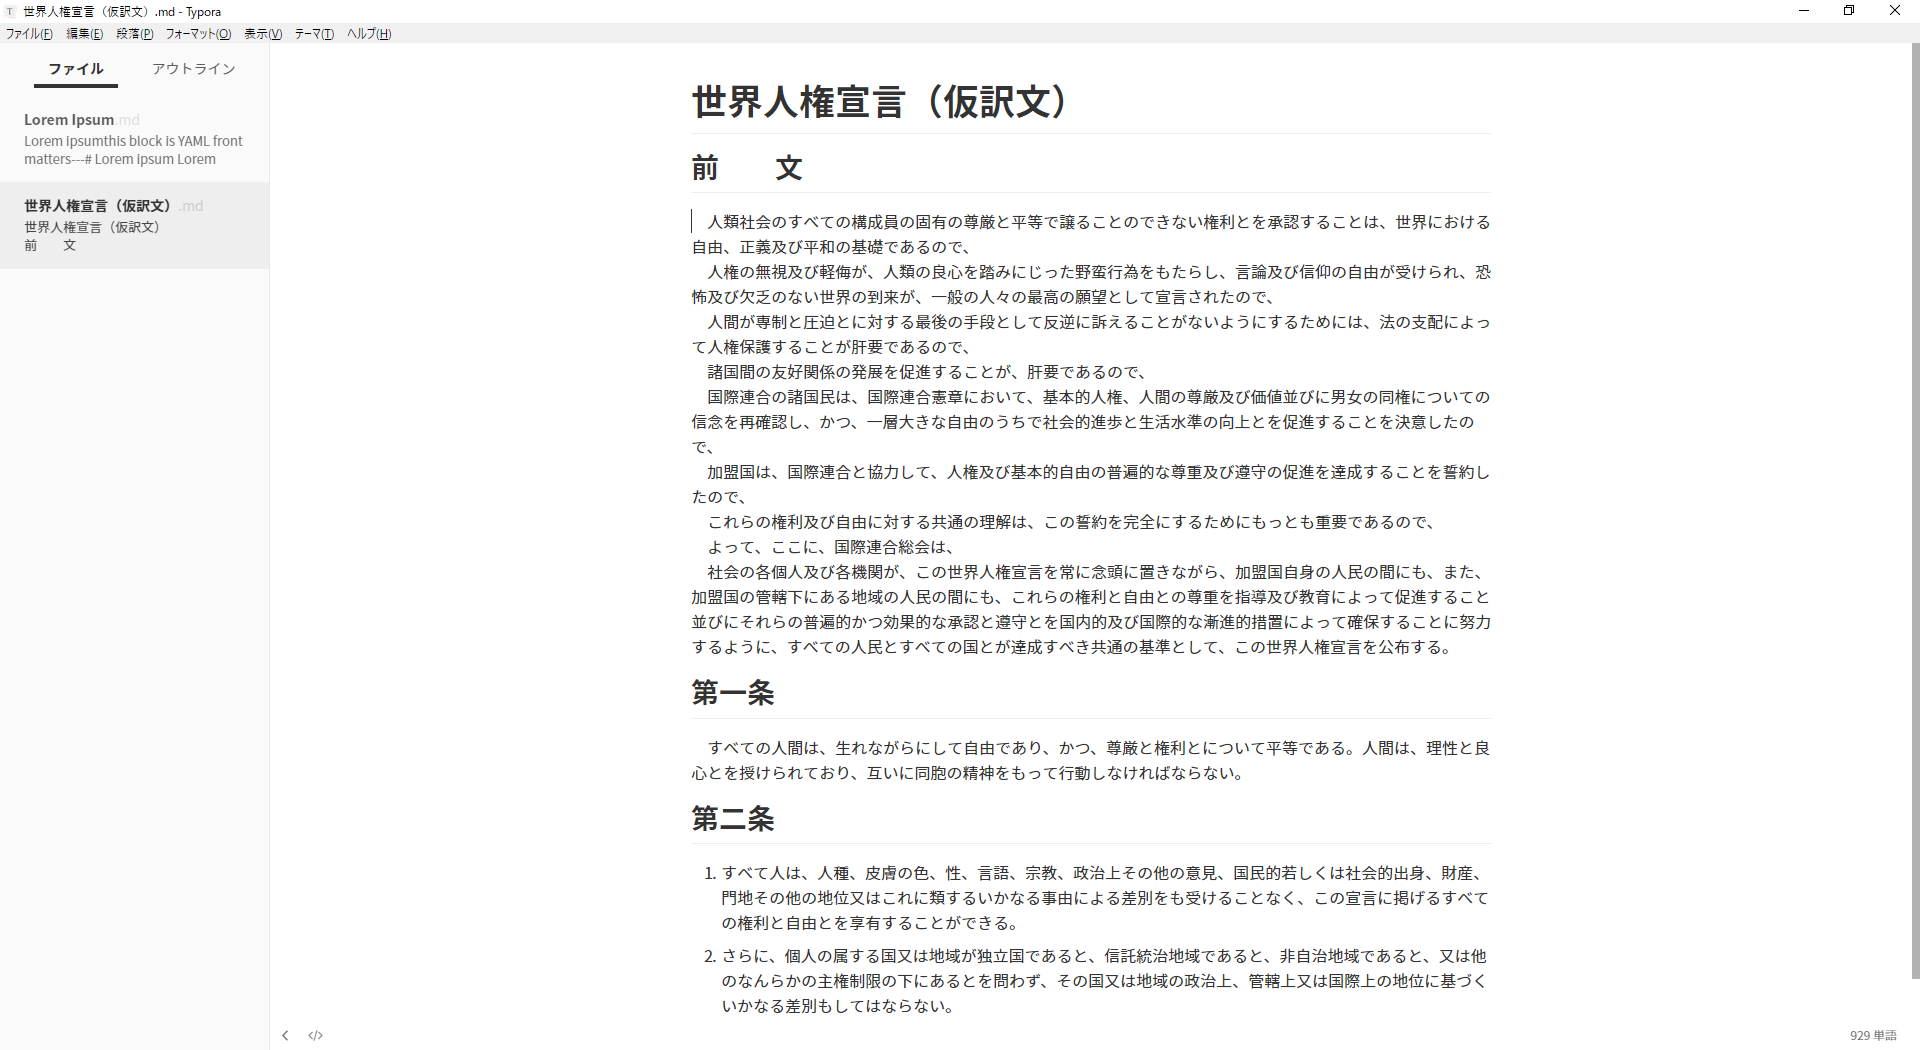 世界人権宣言（仮訳文）.md - Typora
ファイル(F) 編集(E) 段落(P) フォーマット(O) 表示(V) テーマ(T) ヘルプ(H)
ファイル アウトライン
Lorem Ipsum.md
Lorem ipsumthis block is YAML front
matters---# Lorem ipsum Lorem
世界人権宣言（仮訳文）.md
世界人権宣言（仮訳文）
前　　文
世界人権宣言（仮訳文）
前　　文
　人類社会のすべての構成員の固有の尊厳と平等で譲ることのできない権利とを承認することは、世界における
自由、正義及び平和の基礎であるので、
　人権の無視及び軽侮が、人類の良心を踏みにじった野蛮行為をもたらし、言論及び信仰の自由が受けられ、恐
怖及び欠乏のない世界の到来が、一般の人々の最高の願望として宣言されたので、
　人間が専制と圧迫とに対する最後の手段として反逆に訴えることがないようにするためには、法の支配によっ
て人権保護することが肝要であるので、
　諸国間の友好関係の発展を促進することが、肝要であるので、
　国際連合の諸国民は、国際連合憲章において、基本的人権、人間の尊厳及び価値並びに男女の同権についての
信念を再確認し、かつ、一層大きな自由のうちで社会的進歩と生活水準の向上とを促進することを決意したの
で、
　加盟国は、国際連合と協力して、人権及び基本的自由の普遍的な尊重及び遵守の促進を達成することを誓約し
たので、
　これらの権利及び自由に対する共通の理解は、この誓約を完全にするためにもっとも重要であるので、
　よって、ここに、国際連合総会は、
　社会の各個人及び各機関が、この世界人権宣言を常に念頭に置きながら、加盟国自身の人民の間にも、また、
加盟国の管轄下にある地域の人民の間にも、これらの権利と自由との尊重を指導及び教育によって促進すること
並びにそれらの普遍的かつ効果的な承認と遵守とを国内的及び国際的な漸進的措置によって確保することに努力
するように、すべての人民とすべての国とが達成すべき共通の基準として、この世界人権宣言を公布する。
第一条
　すべての人間は、生れながらにして自由であり、かつ、尊厳と権利とについて平等である。人間は、理性と良
心とを授けられており、互いに同胞の精神をもって行動しなければならない。
第二条
1. すべて人は、人種、皮膚の色、性、言語、宗教、政治上その他の意見、国民的若しくは社会的出身、財産、
門地その他の地位又はこれに類するいかなる事由による差別をも受けることなく、この宣言に掲げるすべて
の権利と自由とを享有することができる。
2. さらに、個人の属する国又は地域が独立国であると、信託統治地域であると、非自治地域であると、又は他
のなんらかの主権制限の下にあるとを問わず、その国又は地域の政治上、管轄上又は国際上の地位に基づく
いかなる差別もしてはならない。
929 単語